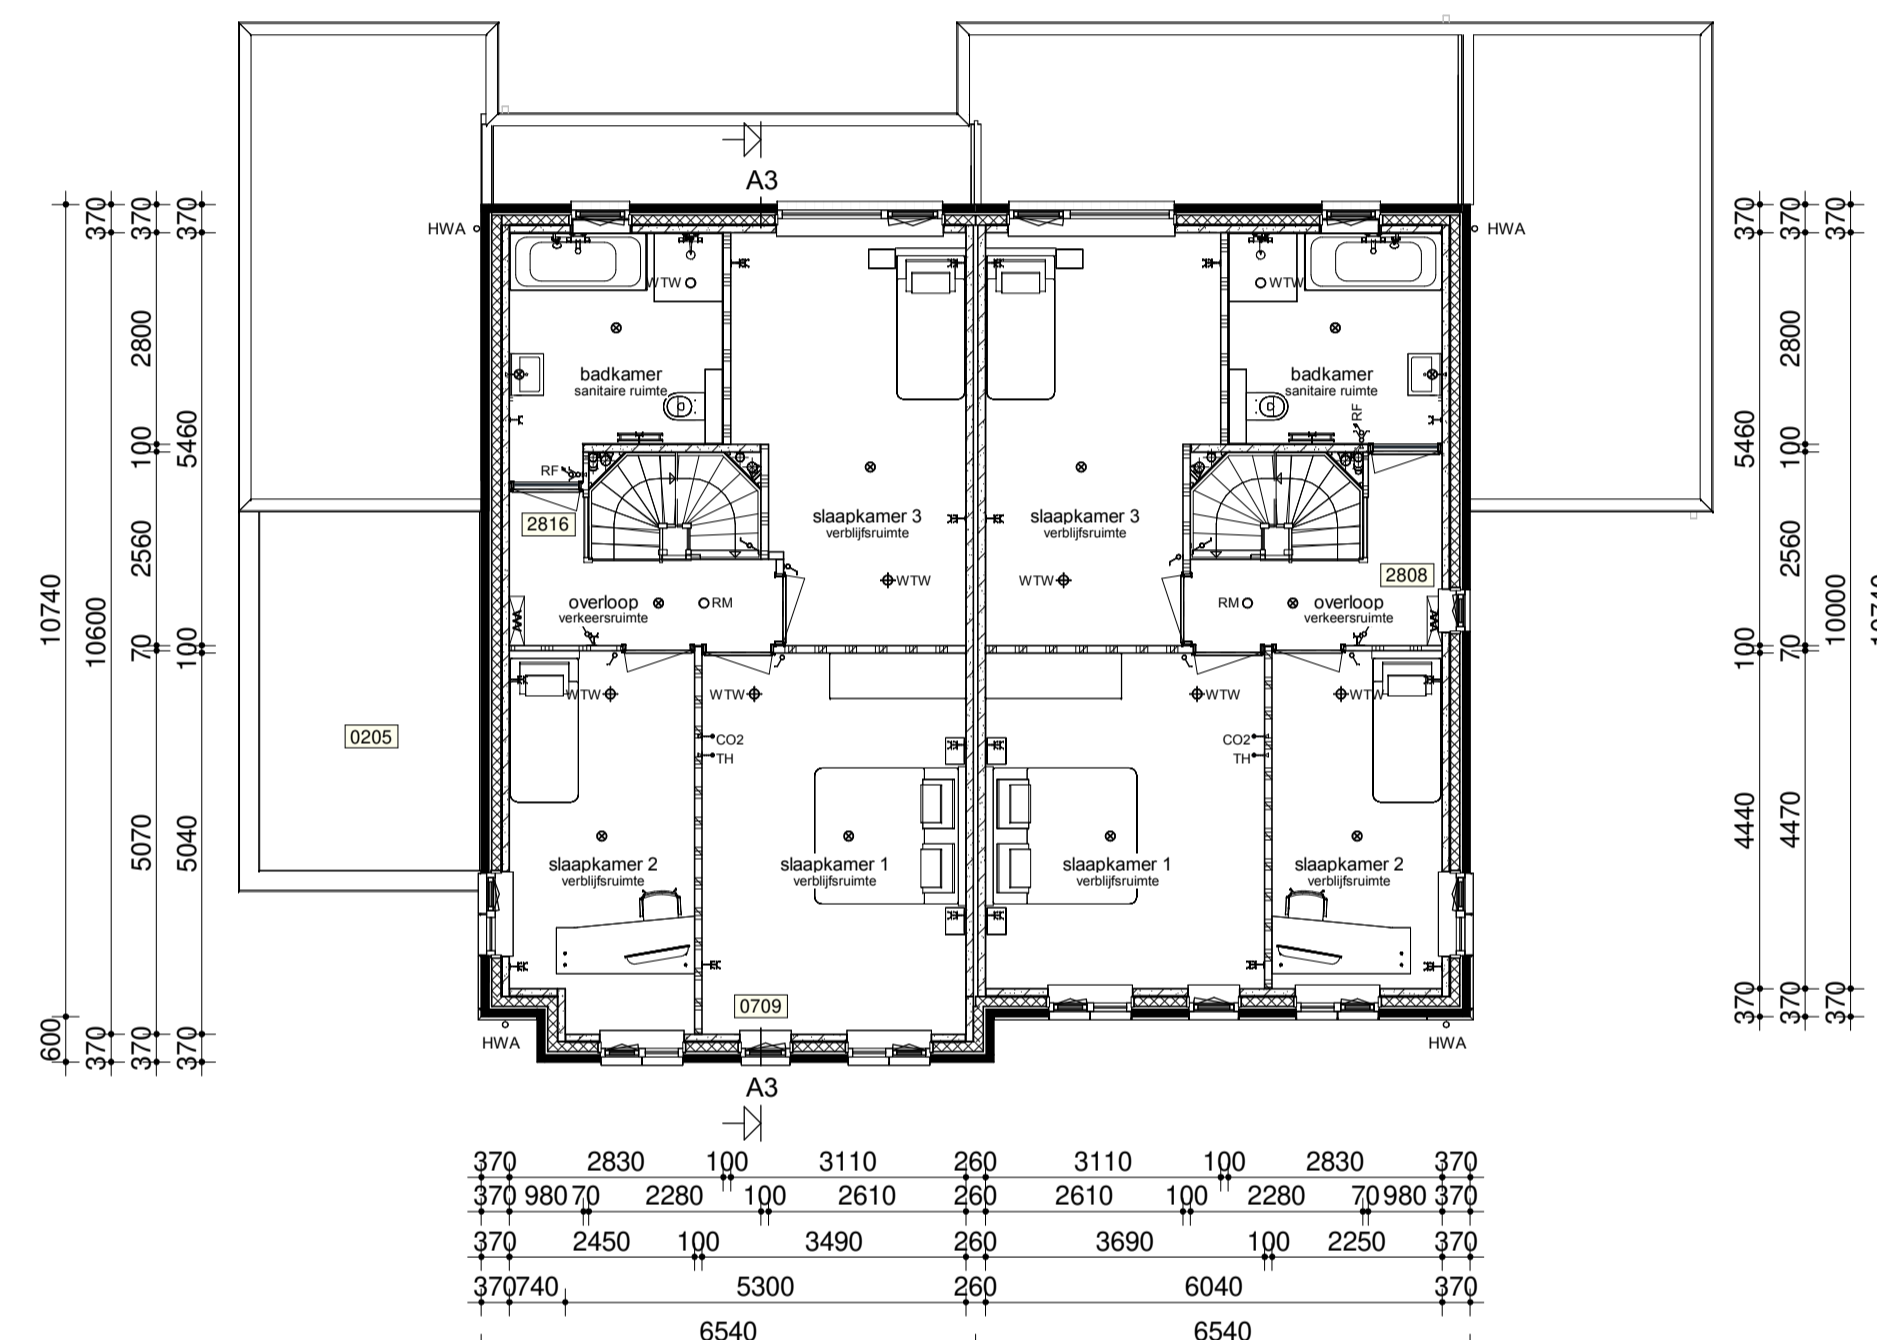 A3
HWA HWA
WTW WTW
badkamer badkamer
sanitaire ruimte sanitaire ruimte
RF
RF
2816
slaapkamer 3 slaapkamer 3
verblijfsruimte verblijfsruimte
2808
WTW WTW
overloop RM RM overloop
verkeersruimte verkeersruimte
WTW WTW WTW WTW
0205
CO2 CO2
TH TH
slaapkamer 2 slaapkamer 1 slaapkamer 1 slaapkamer 2
verblijfsruimte verblijfsruimte verblijfsruimte verblijfsruimte
0709
HWA HWA
A3
10740 600
370 10600 370
370 2800 100 2560 70 5070 370
370 5460 100 5040 370
370 5460 100 4440 370
370 2800 100 2560 70 4470 370
370 10000 370
370 2830 100 3110 260 3110 100 2830 370
370 980 70 2280 100 2610 260 2610 100 2280 70 980 370
370 2450 100 3490 260 3690 100 2250 370
370 740 5300 260 6040 370
6540 6540